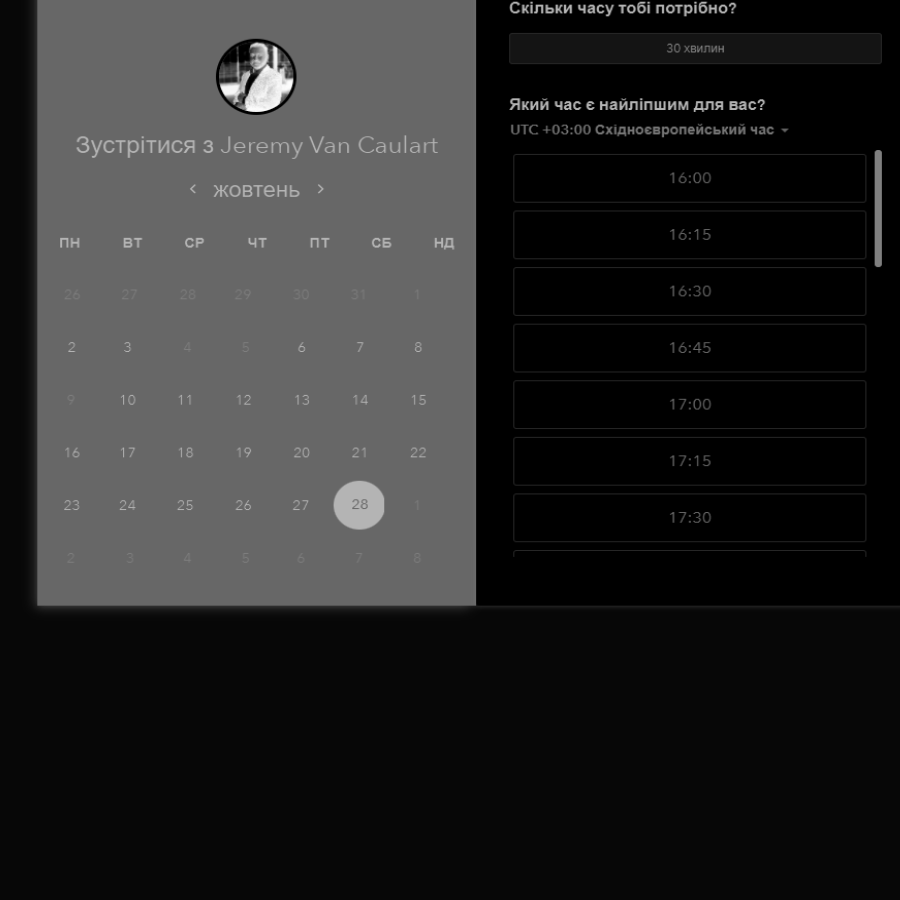 Зустрітися з Jeremy Van Caulart
жовтень
ПН ВТ СР ЧТ ПТ СБ НД
26 27 28 29 30 31 1
2 3 4 5 6 7 8
9 10 11 12 13 14 15
16 17 18 19 20 21 22
23 24 25 26 27 28 1
2 3 4 5 6 7 8
Скільки часу тобі потрібно?
30 хвилин
Який час є найліпшим для вас?
UTC +03:00 Східноєвропейський час
16:00
16:15
16:30
16:45
17:00
17:15
17:30